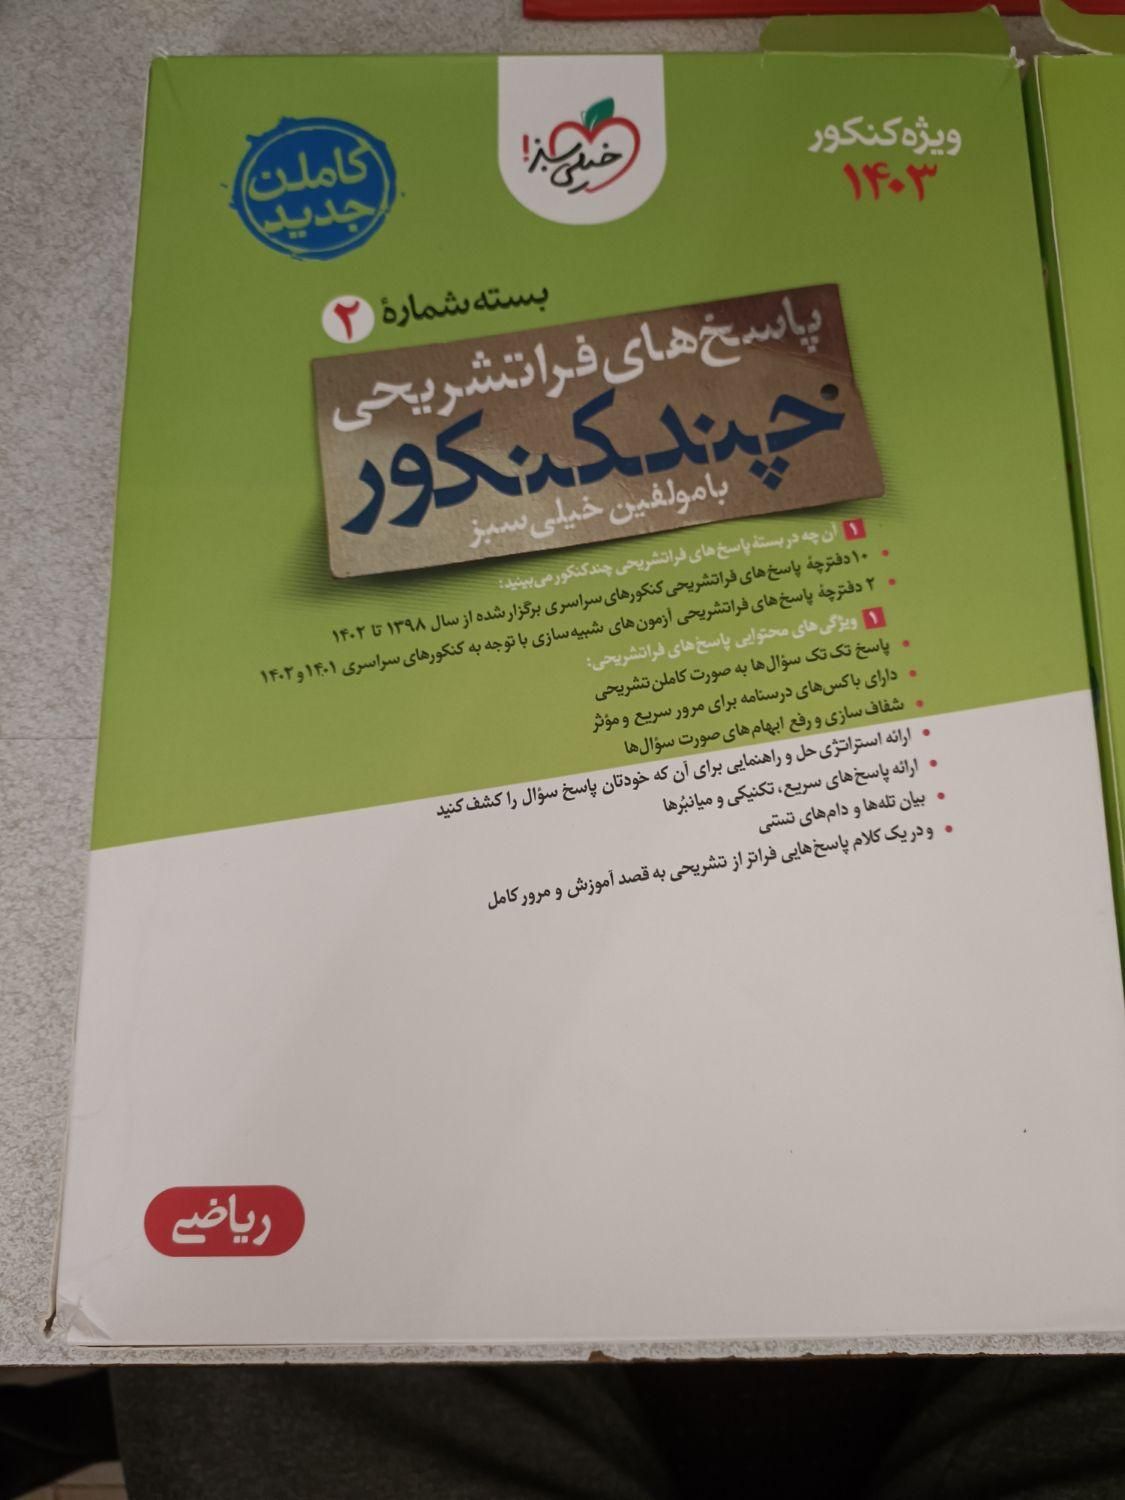 ویژه کنکور
۱۴۰۳
خیلی سبز!
کاملن
جدید
بسته شمارهٔ ۲
پاسخ‌های فراتشریحی
چند کنکور
با مولفین خیلی سبز
۱ آن چه در بستهٔ پاسخ‌های فراتشریحی چند کنکور می‌بینید:
• ۱۰ دفترچهٔ پاسخ‌های فراتشریحی کنکورهای سراسری برگزار شده از سال ۱۳۹۸ تا ۱۴۰۲
• ۲ دفترچهٔ پاسخ‌های فراتشریحی آزمون‌های شبیه‌سازی با توجه به کنکورهای سراسری ۱۴۰۱ و ۱۴۰۲
۱ ویژگی‌های محتوایی پاسخ‌های فراتشریحی:
• پاسخ تک تک سؤال‌ها به صورت کاملن تشریحی
• دارای باکس‌های درسنامه برای مرور سریع و مؤثر
• شفاف سازی و رفع ابهام‌های صورت سؤال‌ها
• ارائه استراتژی حل و راهنمایی برای آن که خودتان پاسخ سؤال را کشف کنید
• ارائه پاسخ‌های سریع، تکنیکی و میانبُرها
• بیان تله‌ها و دام‌های تستی
• و در یک کلام پاسخ‌هایی فراتر از تشریحی به قصد آموزش و مرور کامل
ریاضی